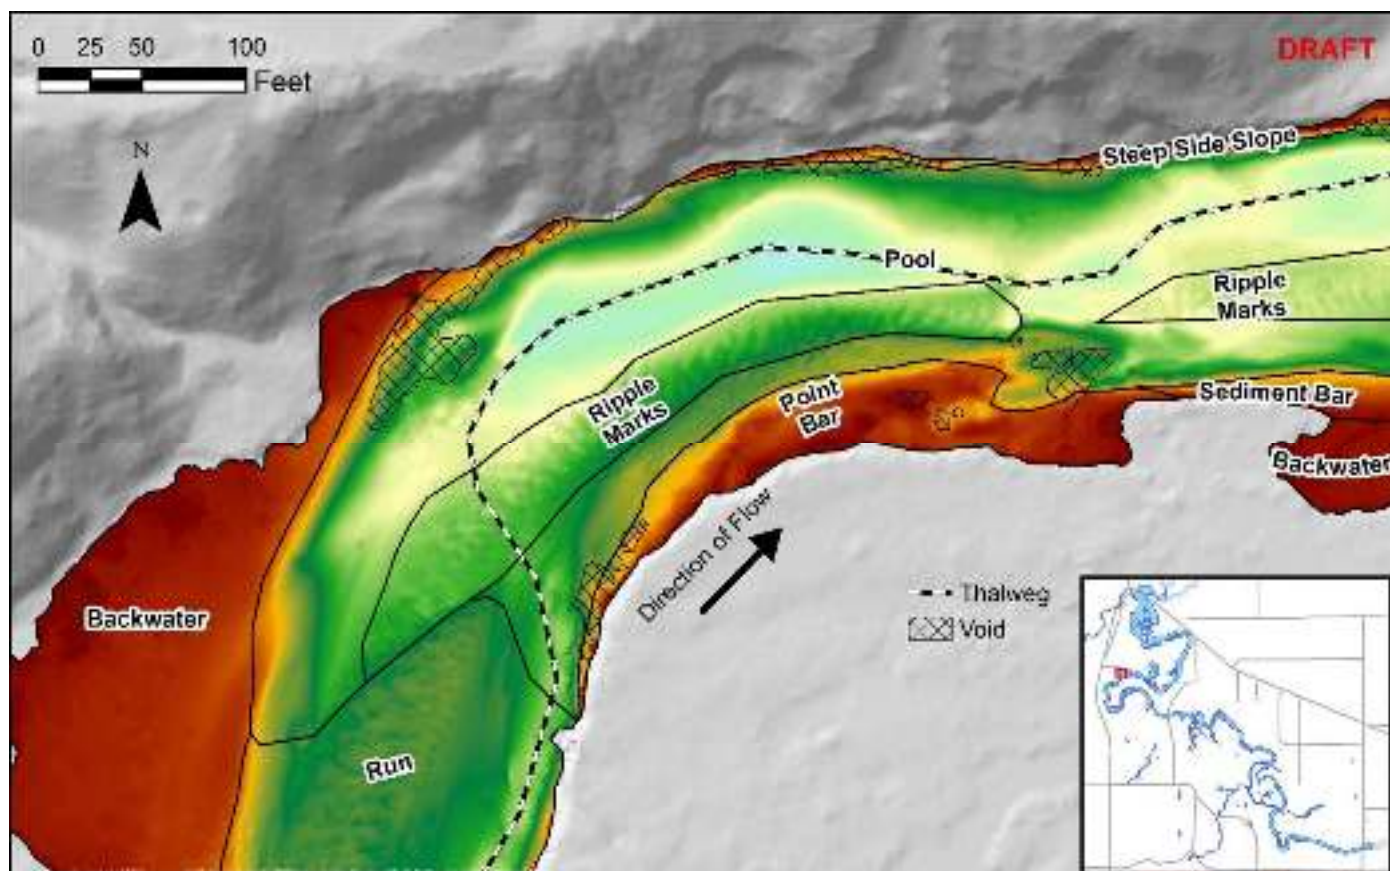 0 25 50 100
Feet
DRAFT
N
Steep Side Slope
Pool
Ripple
Marks
Ripple
Marks
Point
Bar
Sediment Bar
Backwater
Direction of Flow
Backwater
Thalweg
Void
Run